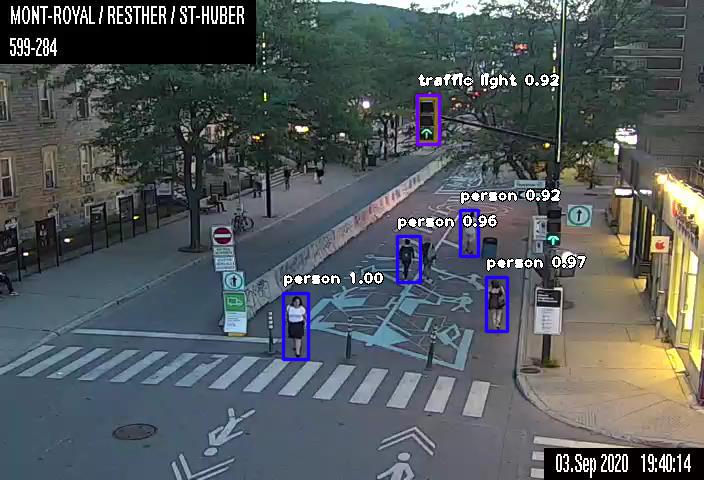 MONT-ROYAL / RESTHER / ST-HUBER
599-284
traffic light 0.92
person 0.92
person 0.96
person 0.97
person 1.00
03.Sep 2020 19:40:14